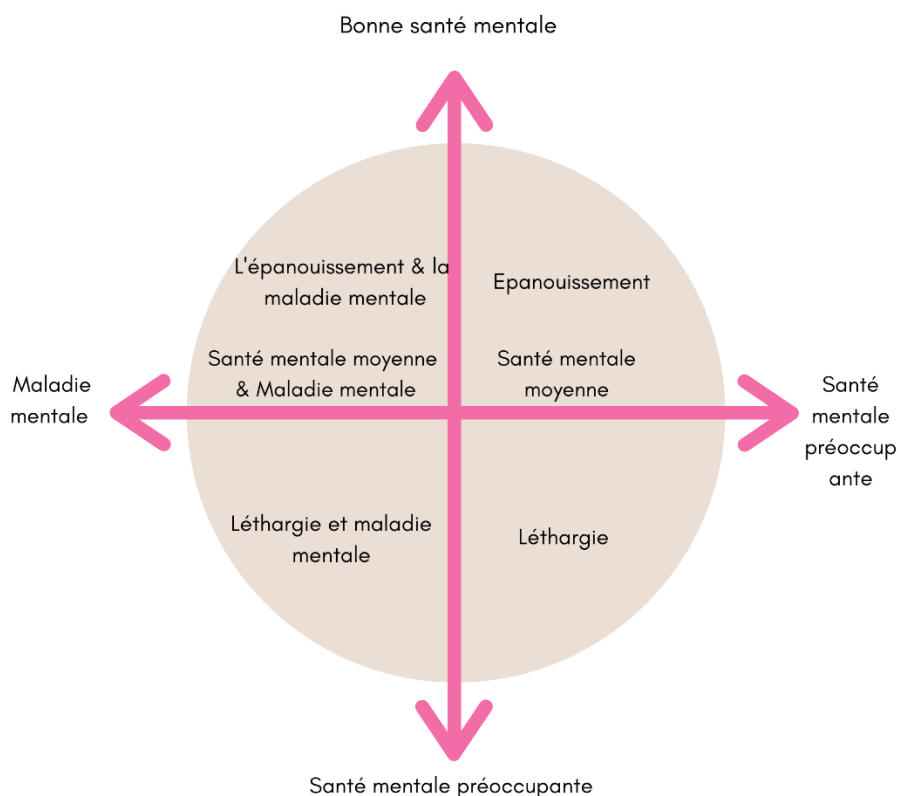 Bonne santé mentale
L'épanouissement & la
maladie mentale
Epanouissement
Santé mentale moyenne
& Maladie mentale
Santé mentale
moyenne
Maladie
mentale
Santé
mentale
préoccup
ante
Léthargie et maladie
mentale
Léthargie
Santé mentale préoccupante